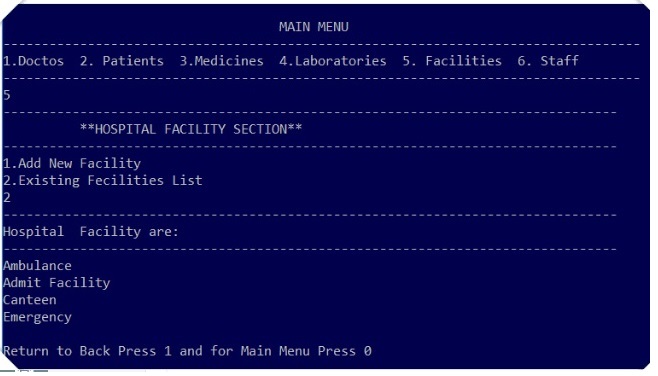 MAIN MENU
--------------------------------------------------------------------------------
1.Doctos  2. Patients  3.Medicines  4.Laboratories  5. Facilities  6. Staff
--------------------------------------------------------------------------------
5
--------------------------------------------------------------------------------
**HOSPITAL FACILITY SECTION**
--------------------------------------------------------------------------------
1.Add New Facility
2.Existing Fecilities List
2
--------------------------------------------------------------------------------
Hospital  Facility are:
--------------------------------------------------------------------------------
Ambulance
Admit Facility
Canteen
Emergency
Return to Back Press 1 and for Main Menu Press 0